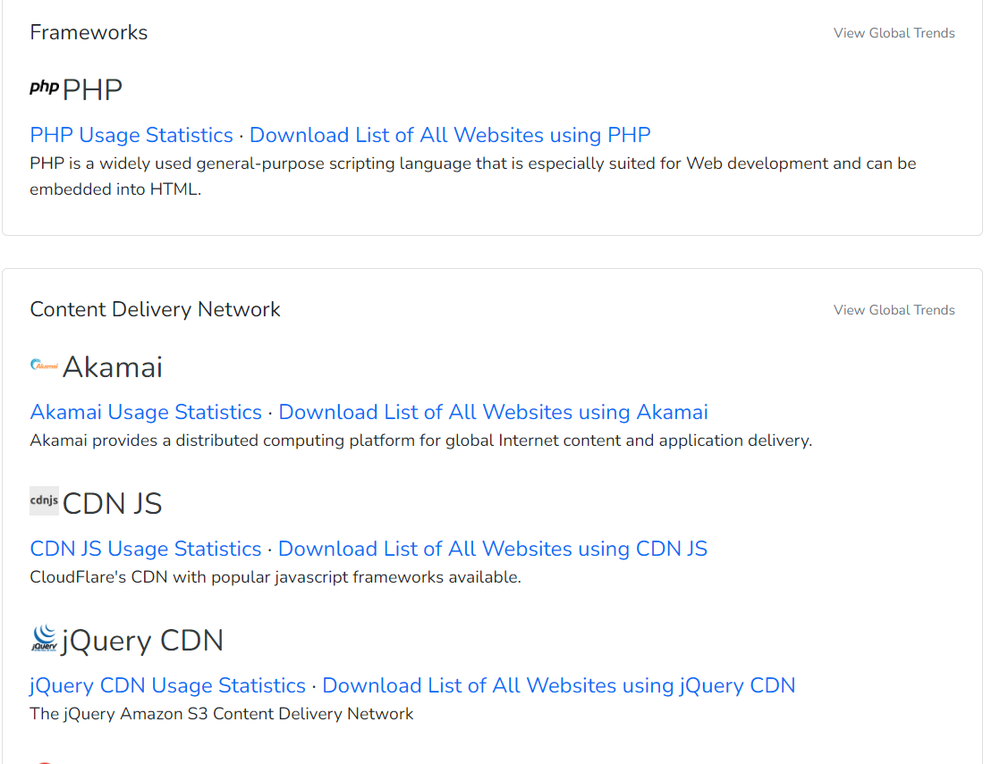 Frameworks
View Global Trends
php PHP
PHP Usage Statistics · Download List of All Websites using PHP
PHP is a widely used general-purpose scripting language that is especially suited for Web development and can be
embedded into HTML.
Content Delivery Network
View Global Trends
Akamai Akamai
Akamai Usage Statistics · Download List of All Websites using Akamai
Akamai provides a distributed computing platform for global Internet content and application delivery.
cdnjs CDN JS
CDN JS Usage Statistics · Download List of All Websites using CDN JS
CloudFlare's CDN with popular javascript frameworks available.
jQuery jQuery CDN
jQuery CDN Usage Statistics · Download List of All Websites using jQuery CDN
The jQuery Amazon S3 Content Delivery Network